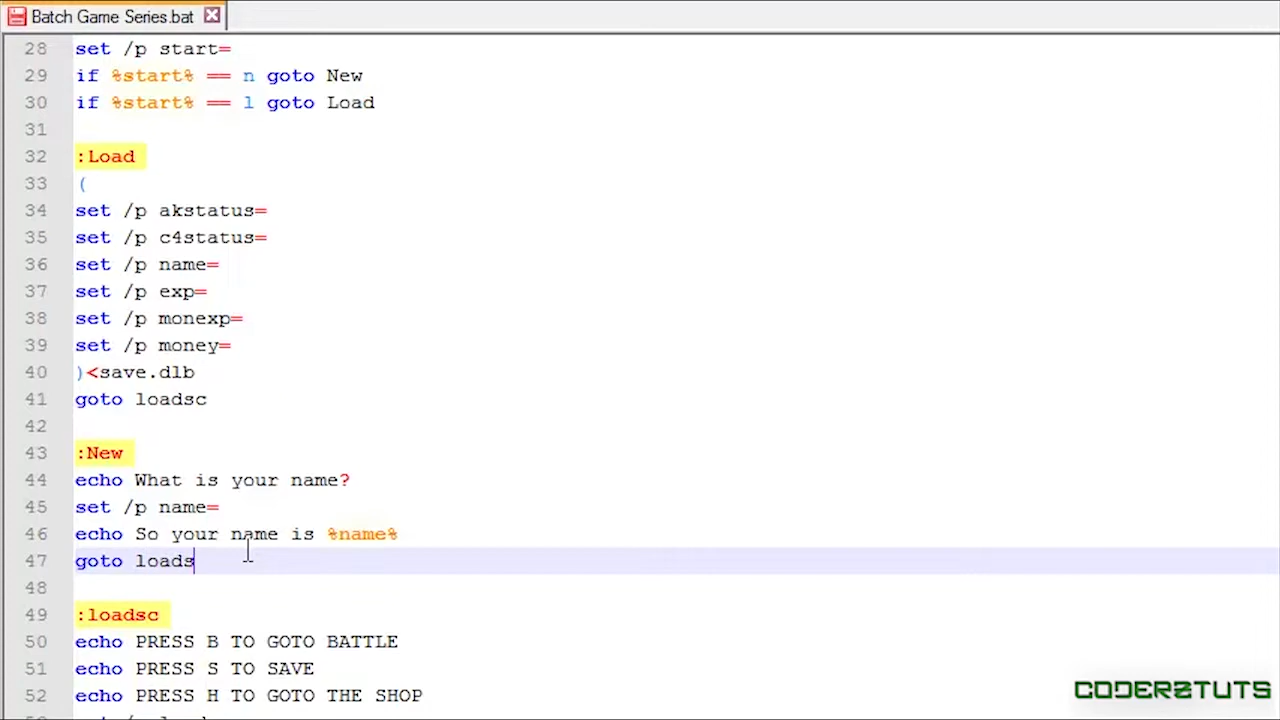 Batch Game Series.bat
28 set /p start=
29 if %start% == n goto New
30 if %start% == l goto Load
31
32 :Load
33 (
34 set /p akstatus=
35 set /p c4status=
36 set /p name=
37 set /p exp=
38 set /p monexp=
39 set /p money=
40 )<save.dlb
41 goto loadsc
42
43 :New
44 echo What is your name?
45 set /p name=
46 echo So your name is %name%
47 goto loads
48
49 :loadsc
50 echo PRESS B TO GOTO BATTLE
51 echo PRESS S TO SAVE
52 echo PRESS H TO GOTO THE SHOP
CODERZTUTS